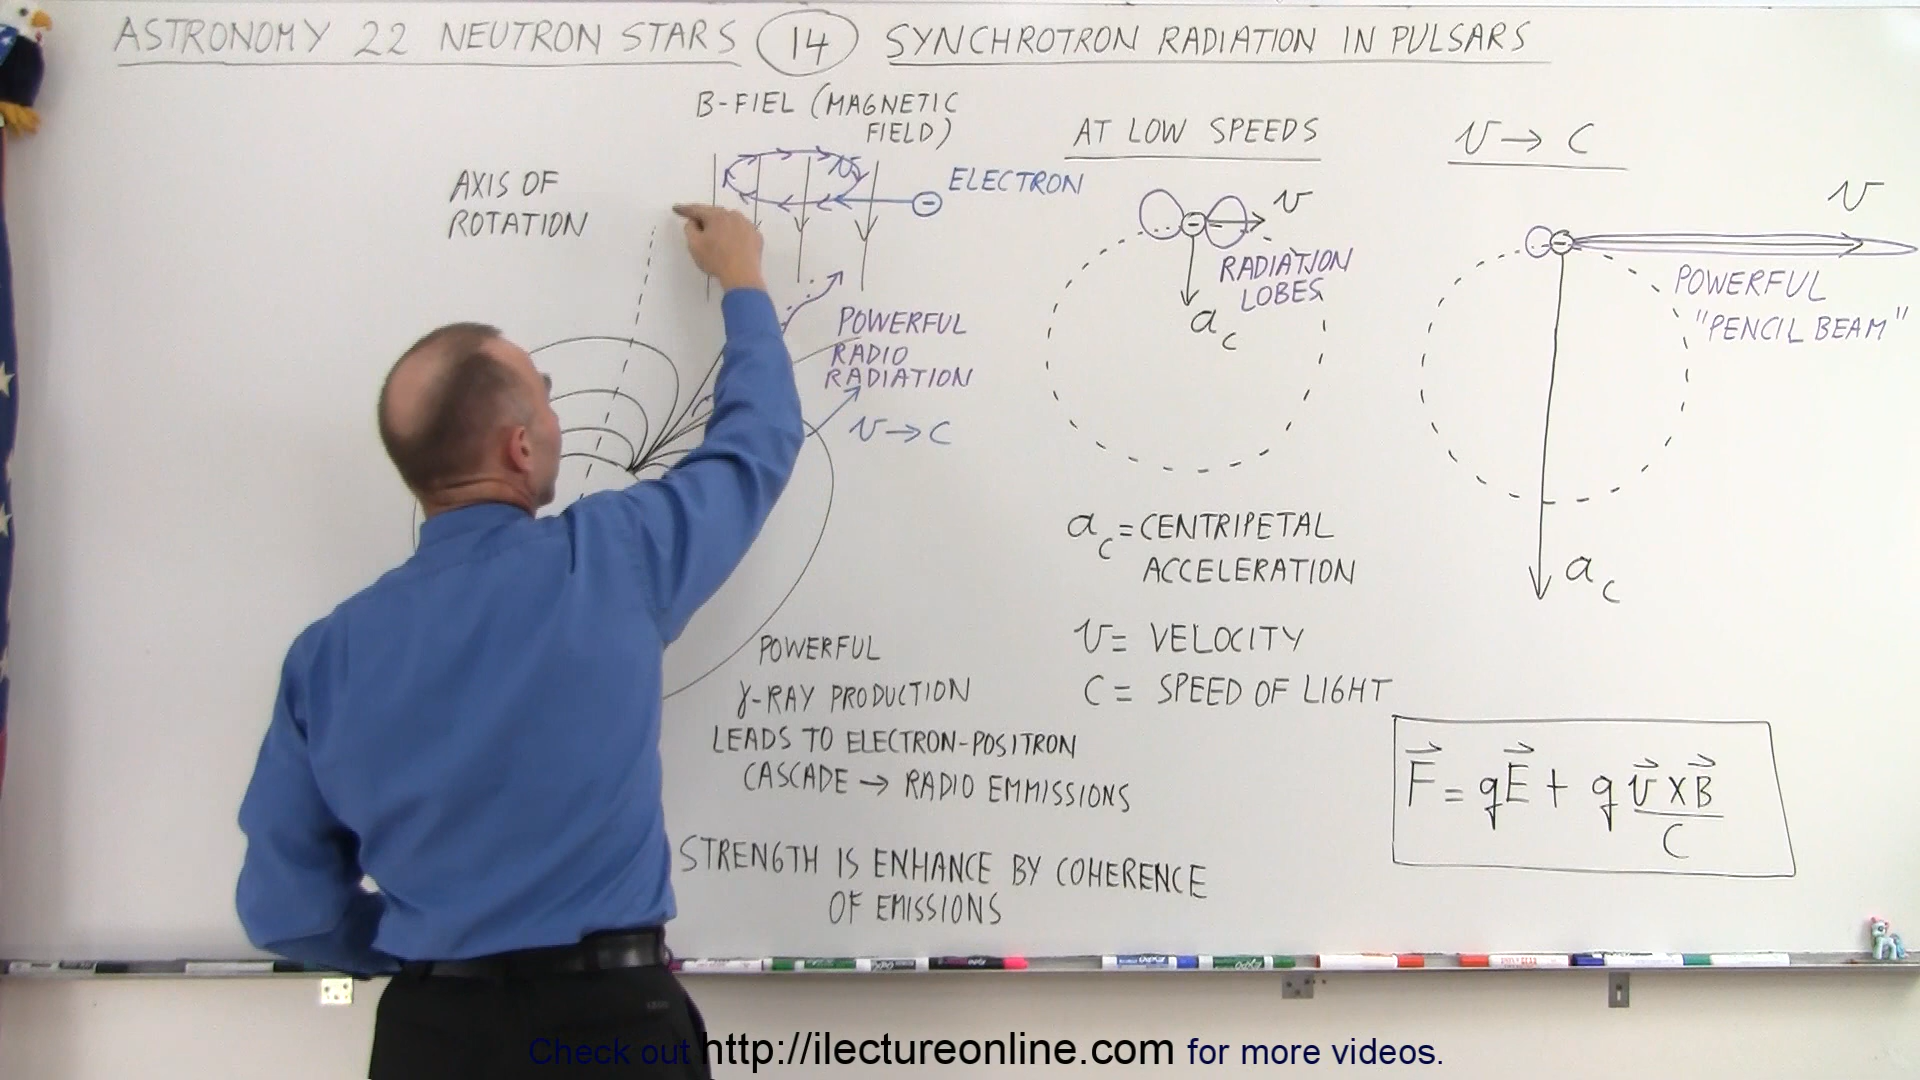 ASTRONOMY 22 NEUTRON STARS 14 SYNCHROTRON RADIATION IN PULSARS
B-FIEL (MAGNETIC
FIELD)
AXIS OF
ROTATION
v
ELECTRON
POWERFUL
RADIO
RADIATION
v → c
AT LOW SPEEDS
v
RADIATION
LOBES
a_c
v → c
v
POWERFUL
"PENCIL BEAM"
a_c
a_c = CENTRIPETAL
ACCELERATION
v = VELOCITY
C = SPEED OF LIGHT
POWERFUL
γ-RAY PRODUCTION
LEADS TO ELECTRON-POSITRON
CASCADE → RADIO EMMISSIONS
STRENGTH IS ENHANCE BY COHERENCE
OF EMISSIONS
F⃗ = qE⃗ + q v⃗ × B⃗ / C
Check out http://ilectureonline.com for more videos.